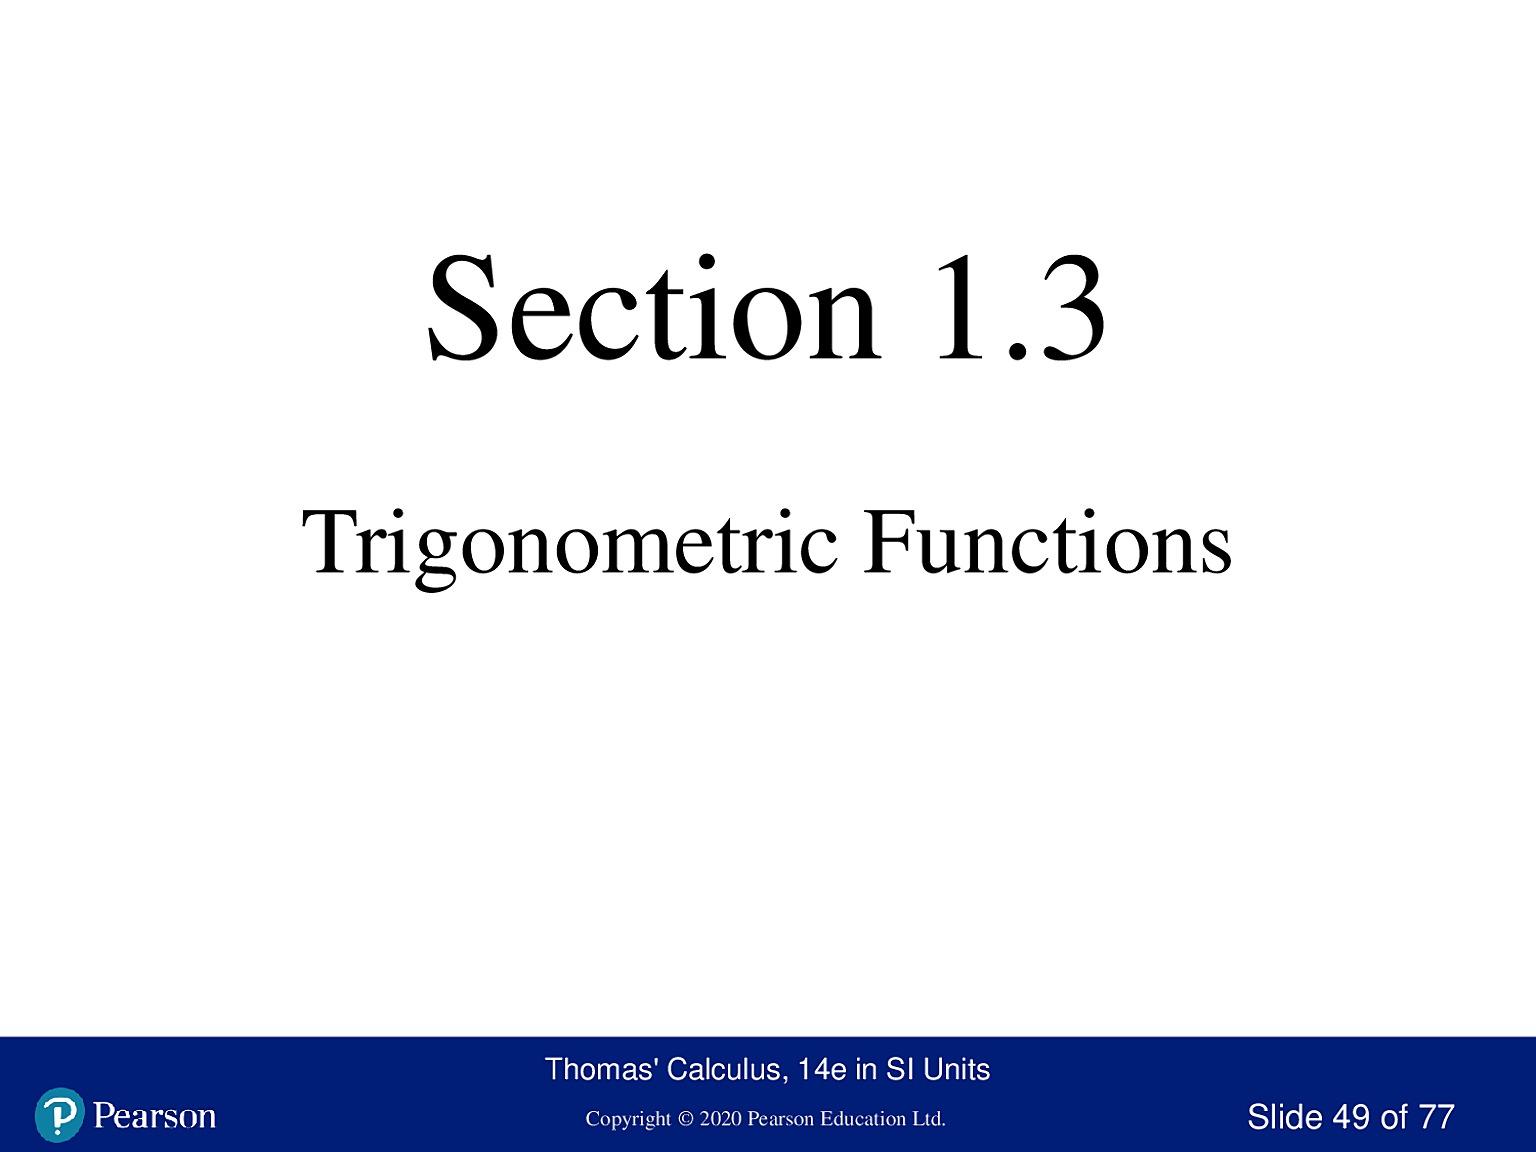 Section 1.3
Trigonometric Functions
Thomas' Calculus, 14e in SI Units
Pearson
Copyright © 2020 Pearson Education Ltd.
Slide 49 of 77